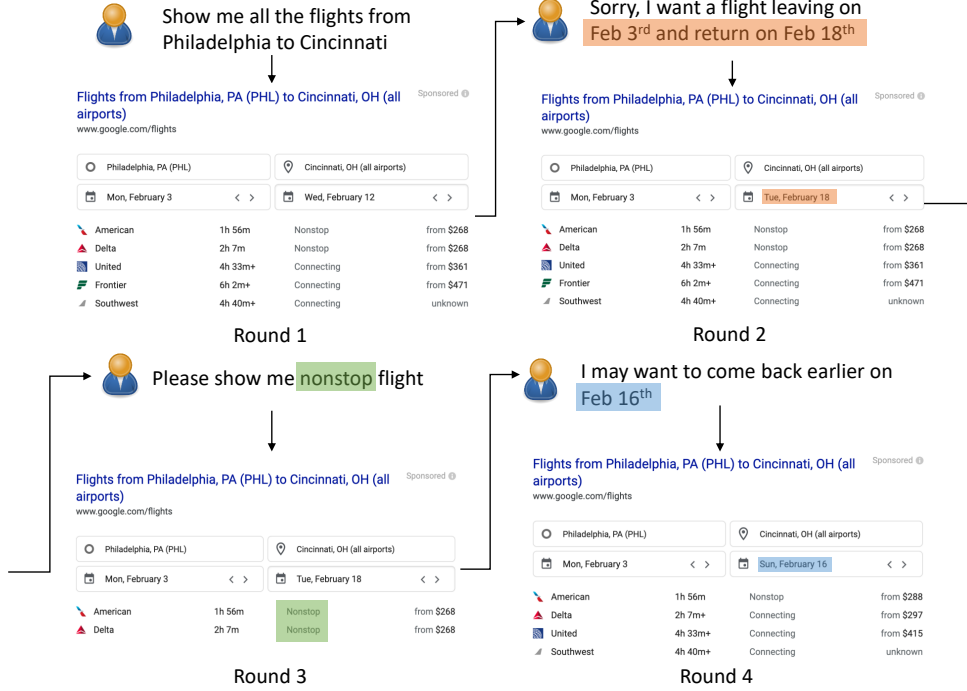 Show me all the flights from
Philadelphia to Cincinnati
Flights from Philadelphia, PA (PHL) to Cincinnati, OH (all
airports)
Sponsored
www.google.com/flights
Philadelphia, PA (PHL) Cincinnati, OH (all airports)
Mon, February 3 < > Wed, February 12 < >
American 1h 56m Nonstop from $268
Delta 2h 7m Nonstop from $268
United 4h 33m+ Connecting from $361
Frontier 6h 2m+ Connecting from $471
Southwest 4h 40m+ Connecting unknown
Round 1
Sorry, I want a flight leaving on
Feb 3rd and return on Feb 18th
Flights from Philadelphia, PA (PHL) to Cincinnati, OH (all
airports)
Sponsored
www.google.com/flights
Philadelphia, PA (PHL) Cincinnati, OH (all airports)
Mon, February 3 < > Tue, February 18 < >
American 1h 56m Nonstop from $268
Delta 2h 7m Nonstop from $268
United 4h 33m+ Connecting from $361
Frontier 6h 2m+ Connecting from $471
Southwest 4h 40m+ Connecting unknown
Round 2
Please show me nonstop flight
Flights from Philadelphia, PA (PHL) to Cincinnati, OH (all
airports)
Sponsored
www.google.com/flights
Philadelphia, PA (PHL) Cincinnati, OH (all airports)
Mon, February 3 < > Tue, February 18 < >
American 1h 56m Nonstop from $268
Delta 2h 7m Nonstop from $268
Round 3
I may want to come back earlier on
Feb 16th
Flights from Philadelphia, PA (PHL) to Cincinnati, OH (all
airports)
Sponsored
www.google.com/flights
Philadelphia, PA (PHL) Cincinnati, OH (all airports)
Mon, February 3 < > Sun, February 16 < >
American 1h 56m Nonstop from $288
Delta 2h 7m+ Connecting from $297
United 4h 33m+ Connecting from $415
Southwest 4h 40m+ Connecting unknown
Round 4